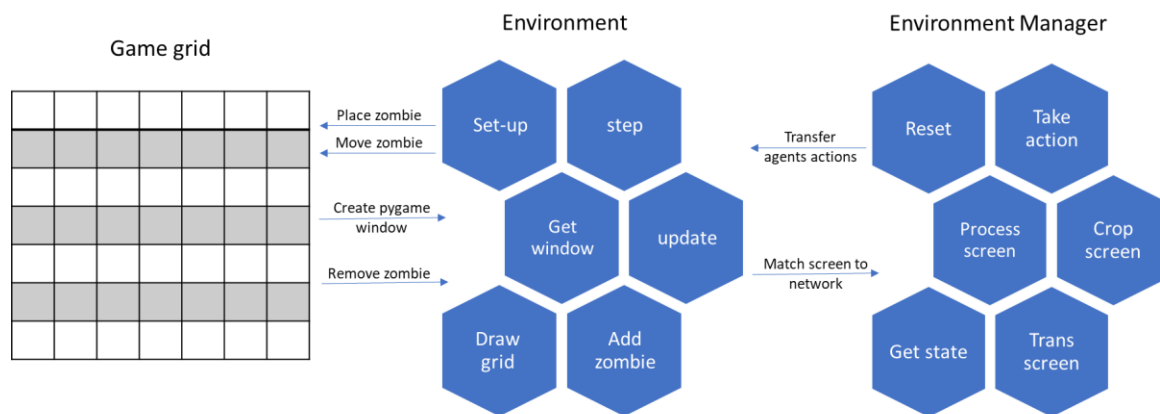 Game grid
Environment
Environment Manager
Place zombie
Move zombie
Create pygame
window
Remove zombie
Set-up
step
Get
window
update
Draw
grid
Add
zombie
Transfer
agents actions
Match screen to
network
Reset
Take
action
Process
screen
Crop
screen
Get state
Trans
screen